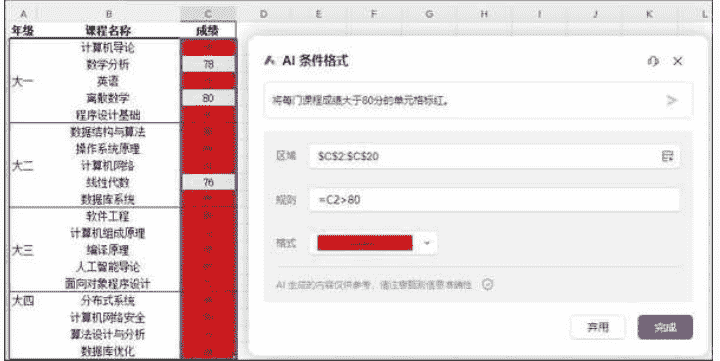 A B C D E F G H I J K L
年级 课程名称 成绩
计算机导论
数学分析 78
大一 英语
离散数学 80
程序设计基础
数据结构与算法
操作系统原理
大二 计算机网络
线性代数 76
数据库系统
软件工程
计算机组成原理
大三 编译原理
人工智能导论
面向对象程序设计
大四 分布式系统
计算机网络安全
算法设计与分析
数据库优化
AI 条件格式
将每门课程成绩大于80分的单元格标红。
区域 $C$2:$C$20
规则 =C2>80
格式
AI 生成的内容仅供参考，请注意甄别信息准确性
弃用 完成